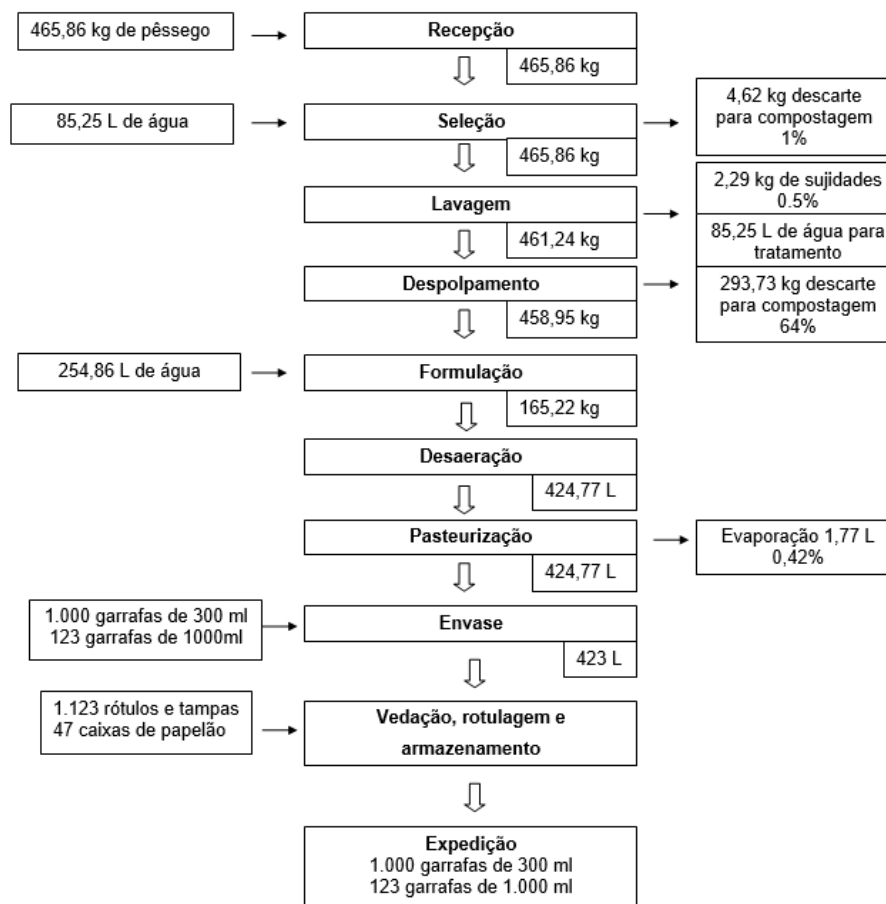 465,86 kg de pêssego
Recepção
465,86 kg
85,25 L de água
Seleção
465,86 kg
4,62 kg descarte
para compostagem
1%
Lavagem
461,24 kg
2,29 kg de sujidades
0.5%
85,25 L de água para
tratamento
Despolpamento
458,95 kg
293,73 kg descarte
para compostagem
64%
254,86 L de água
Formulação
165,22 kg
Desaeração
424,77 L
Pasteurização
424,77 L
Evaporação 1,77 L
0,42%
1.000 garrafas de 300 ml
123 garrafas de 1000ml
Envase
423 L
1.123 rótulos e tampas
47 caixas de papelão
Vedação, rotulagem e
armazenamento
Expedição
1.000 garrafas de 300 ml
123 garrafas de 1.000 ml